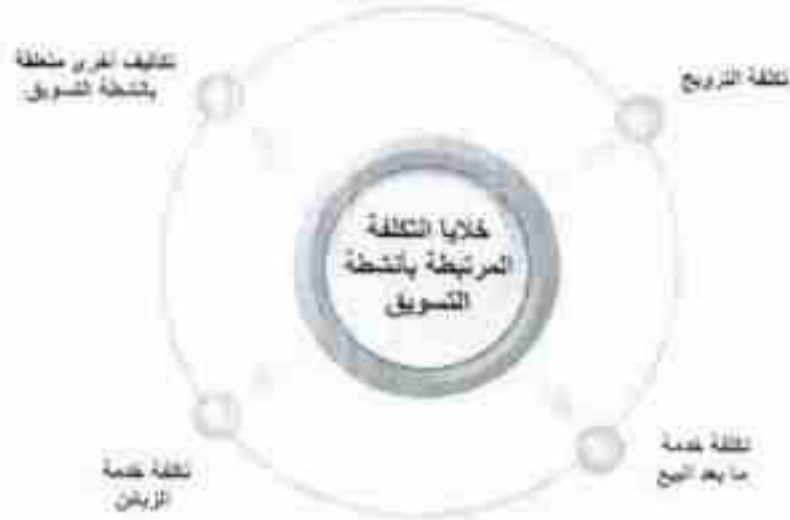 تكاليف أخرى متعلقة
بأنشطة التسويق
تكلفة الترويج
خلايا التكلفة
المرتبطة بأنشطة
التسويق
تكلفة خدمة
ما بعد البيع
تكلفة خدمة
الزبائن